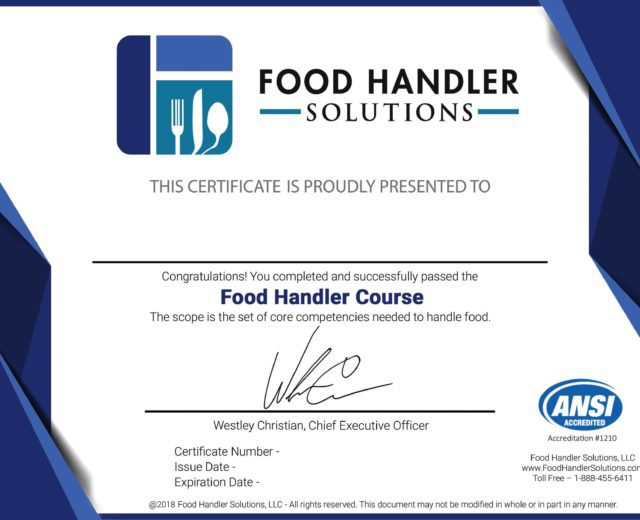 FOOD HANDLER
SOLUTIONS
THIS CERTIFICATE IS PROUDLY PRESENTED TO
Congratulations! You completed and successfully passed the
Food Handler Course
The scope is the set of core competencies needed to handle food.
Westley Christian, Chief Executive Officer
Certificate Number -
Issue Date -
Expiration Date -
ANSI
ACCREDITED
Accreditation #1210
Food Handler Solutions, LLC
www.FoodHandlerSolutions.com
Toll Free – 1-888-455-6411
@2018 Food Handler Solutions, LLC - All rights reserved. This document may not be modified in whole or in part in any manner.